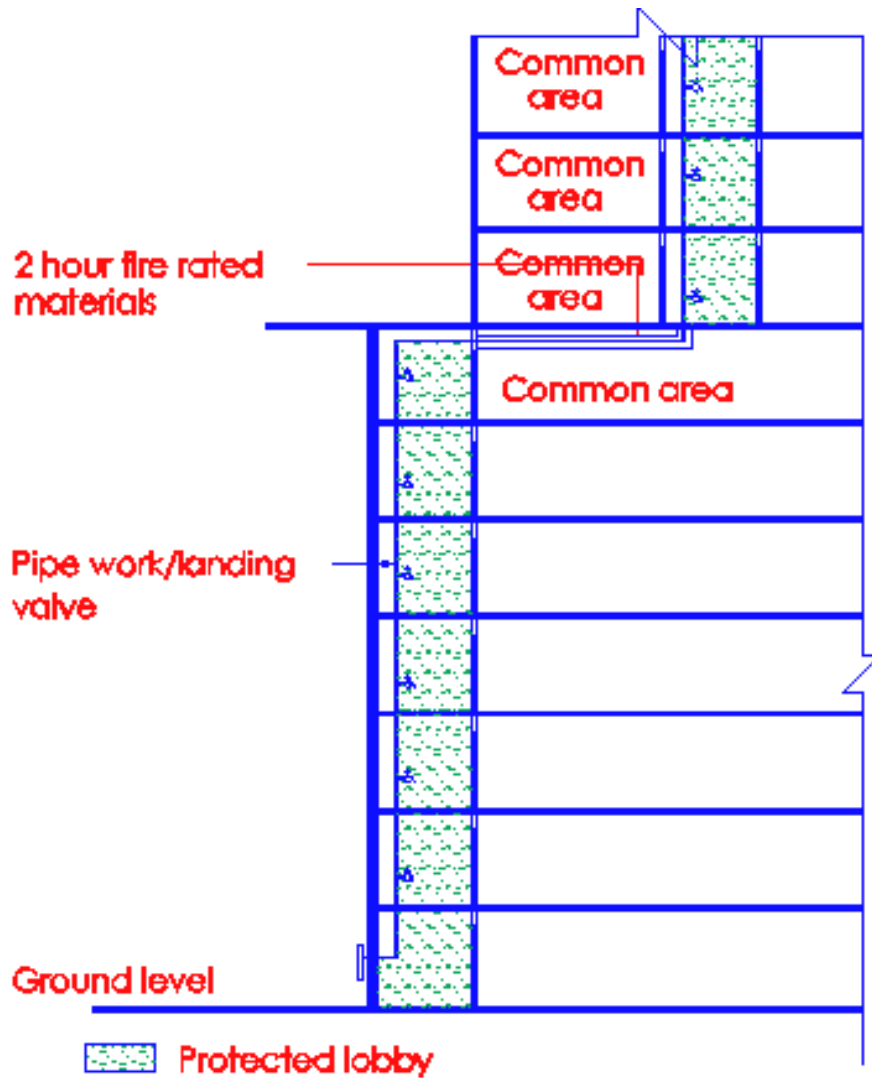 Common
area
Common
area
2 hour fire rated
materials
Common
area
Common area
Pipe work/landing
valve
Ground level
Protected lobby